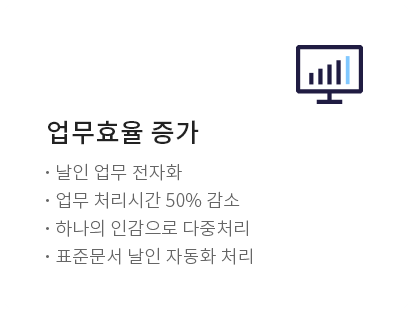 업무효율 증가
· 날인 업무 전자화
· 업무 처리시간 50% 감소
· 하나의 인감으로 다중처리
· 표준문서 날인 자동화 처리